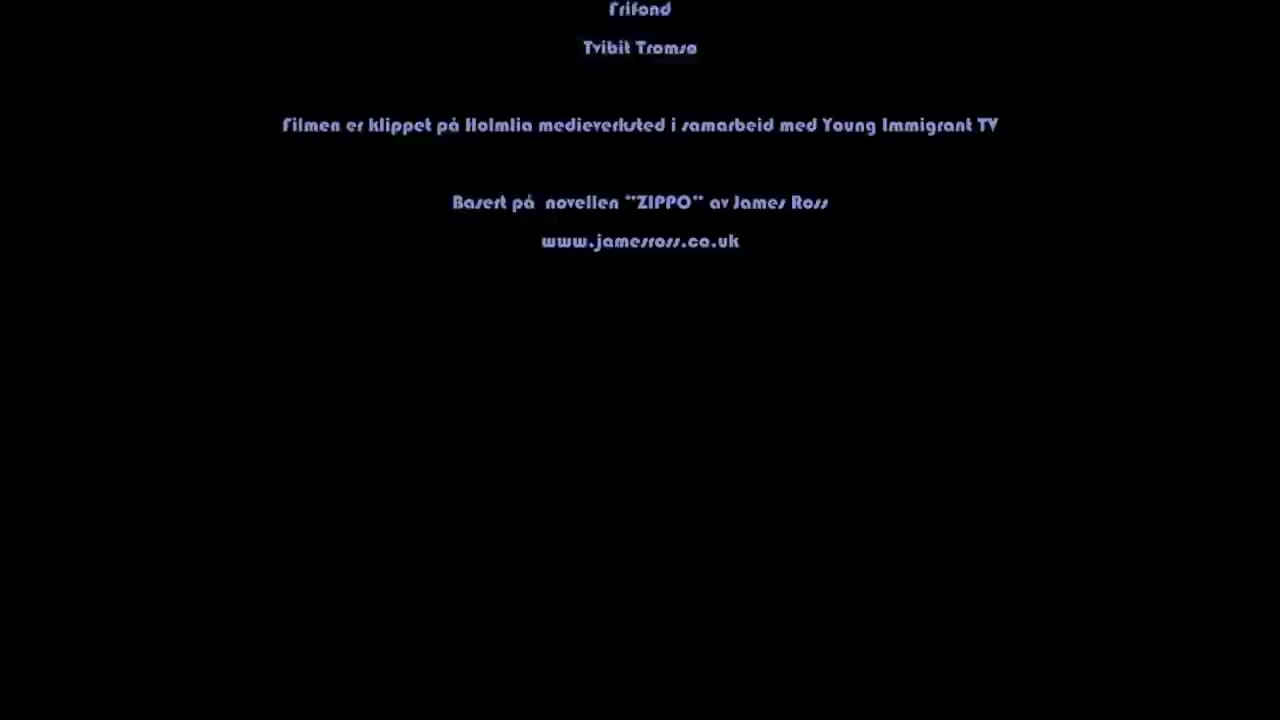 Frifond
Tvibit Tromsø
Filmen er klippet på Holmlia medieverksted i samarbeid med Young Immigrant TV
Basert på novellen "ZIPPO" av James Ross
www.jamesross.co.uk